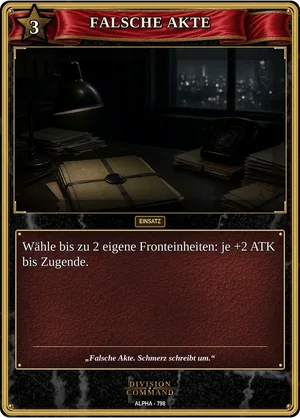 3
FALSCHE AKTE
EINSATZ
Wähle bis zu 2 eigene Fronteinheiten: je +2 ATK
bis Zugende.
„Falsche Akte. Schmerz schreibt um.“
DIVISION
COMMAND
ALPHA - 798